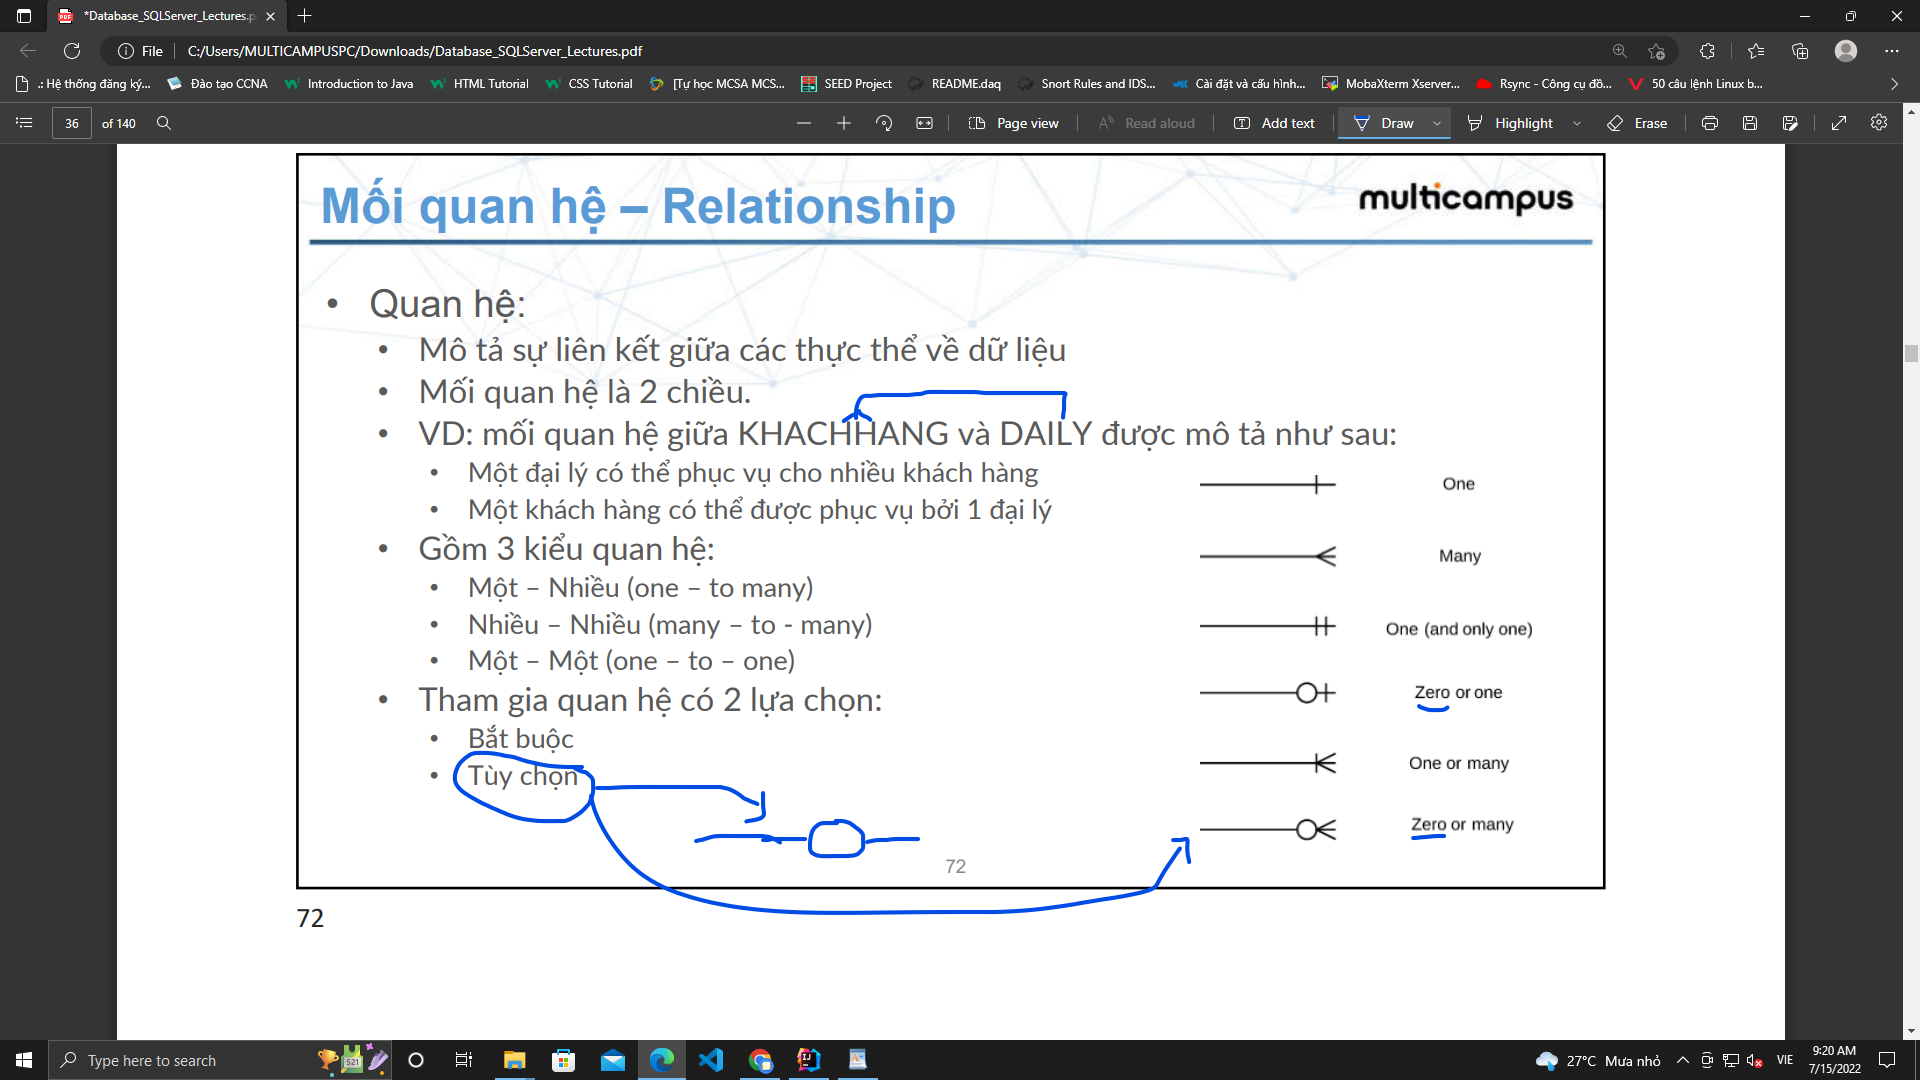 *Database_SQLServer_Lectures.p
File
C:/Users/MULTICAMPUSPC/Downloads/Database_SQLServer_Lectures.pdf
.: Hệ thống đăng ký...
Đào tạo CCNA
Introduction to Java
HTML Tutorial
CSS Tutorial
[Tự học MCSA MCS...
SEED Project
README.daq
Snort Rules and IDS...
Cài đặt và cấu hình...
MobaXterm Xserver...
Rsync - Công cụ đồ...
50 câu lệnh Linux b...
36 of 140
Page view
Read aloud
Add text
Draw
Highlight
Erase
Mối quan hệ – Relationship
multicampus
• Quan hệ:
• Mô tả sự liên kết giữa các thực thể về dữ liệu
• Mối quan hệ là 2 chiều.
• VD: mối quan hệ giữa KHACHHANG và DAILY được mô tả như sau:
• Một đại lý có thể phục vụ cho nhiều khách hàng
• Một khách hàng có thể được phục vụ bởi 1 đại lý
• Gồm 3 kiểu quan hệ:
• Một – Nhiều (one – to many)
• Nhiều – Nhiều (many – to - many)
• Một – Một (one – to – one)
• Tham gia quan hệ có 2 lựa chọn:
• Bắt buộc
• Tùy chọn
One
Many
One (and only one)
Zero or one
One or many
Zero or many
72
72
Type here to search
521
27°C Mưa nhỏ
VIE
9:20 AM
7/15/2022